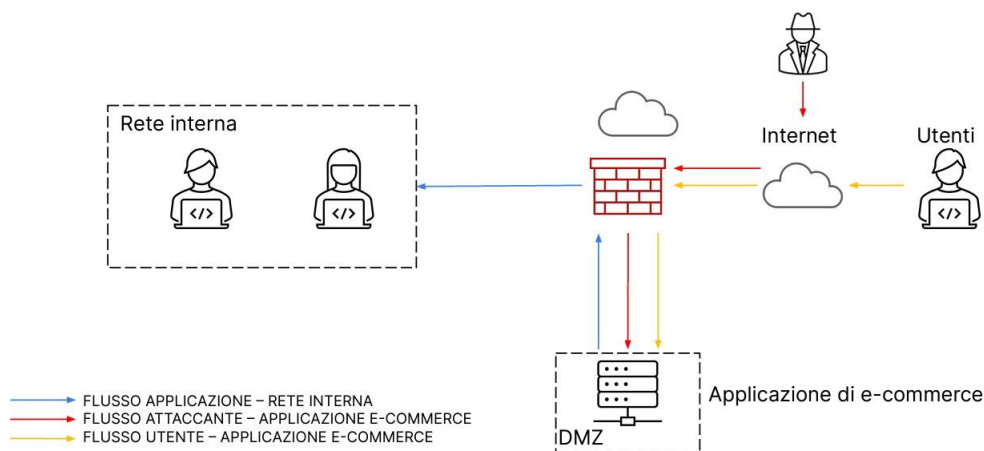 Rete interna
Internet
Utenti
</>
</>
</>
Applicazione di e-commerce
DMZ
FLUSSO APPLICAZIONE – RETE INTERNA
FLUSSO ATTACCANTE – APPLICAZIONE E-COMMERCE
FLUSSO UTENTE – APPLICAZIONE E-COMMERCE